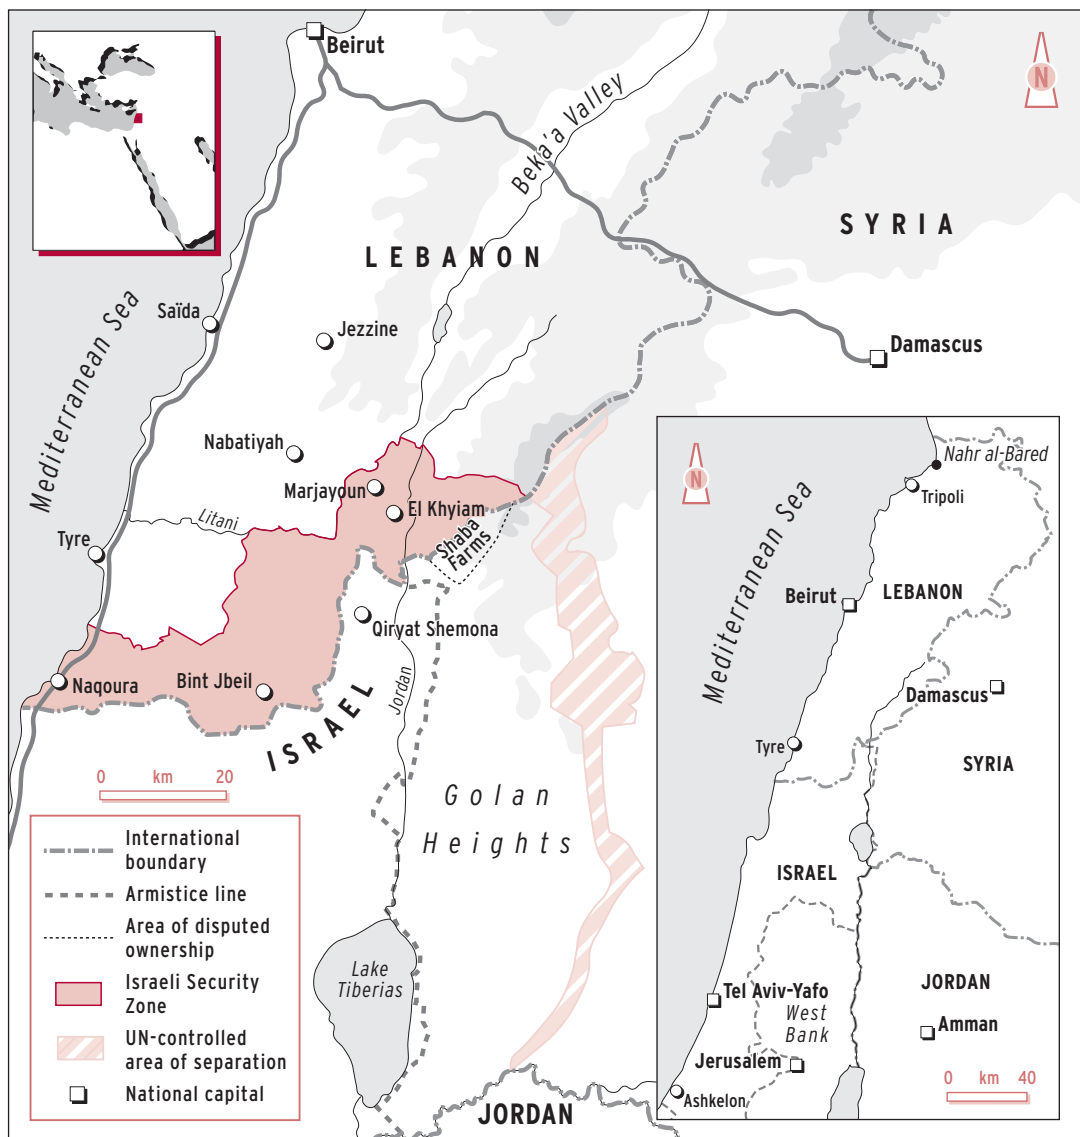 Beirut
N
Beka'a Valley
SYRIA
LEBANON
Mediterranean Sea
Saïda
Jezzine
Damascus
Nabatiyah
Marjayoun
El Khyiam
Litani
Shaba
Farms
Tyre
Qiryat Shemona
Jordan
Naqoura
Bint Jbeil
ISRAEL
0 km 20
Golan
Heights
Lake
Tiberias
JORDAN
International
boundary
Armistice line
Area of disputed
ownership
Israeli Security
Zone
UN-controlled
area of separation
National capital
N
Nahr al-Bared
Tripoli
Mediterranean Sea
LEBANON
Beirut
Damascus
Tyre
SYRIA
ISRAEL
JORDAN
Tel Aviv-Yafo
West
Bank
Amman
Jerusalem
Ashkelon
0 km 40